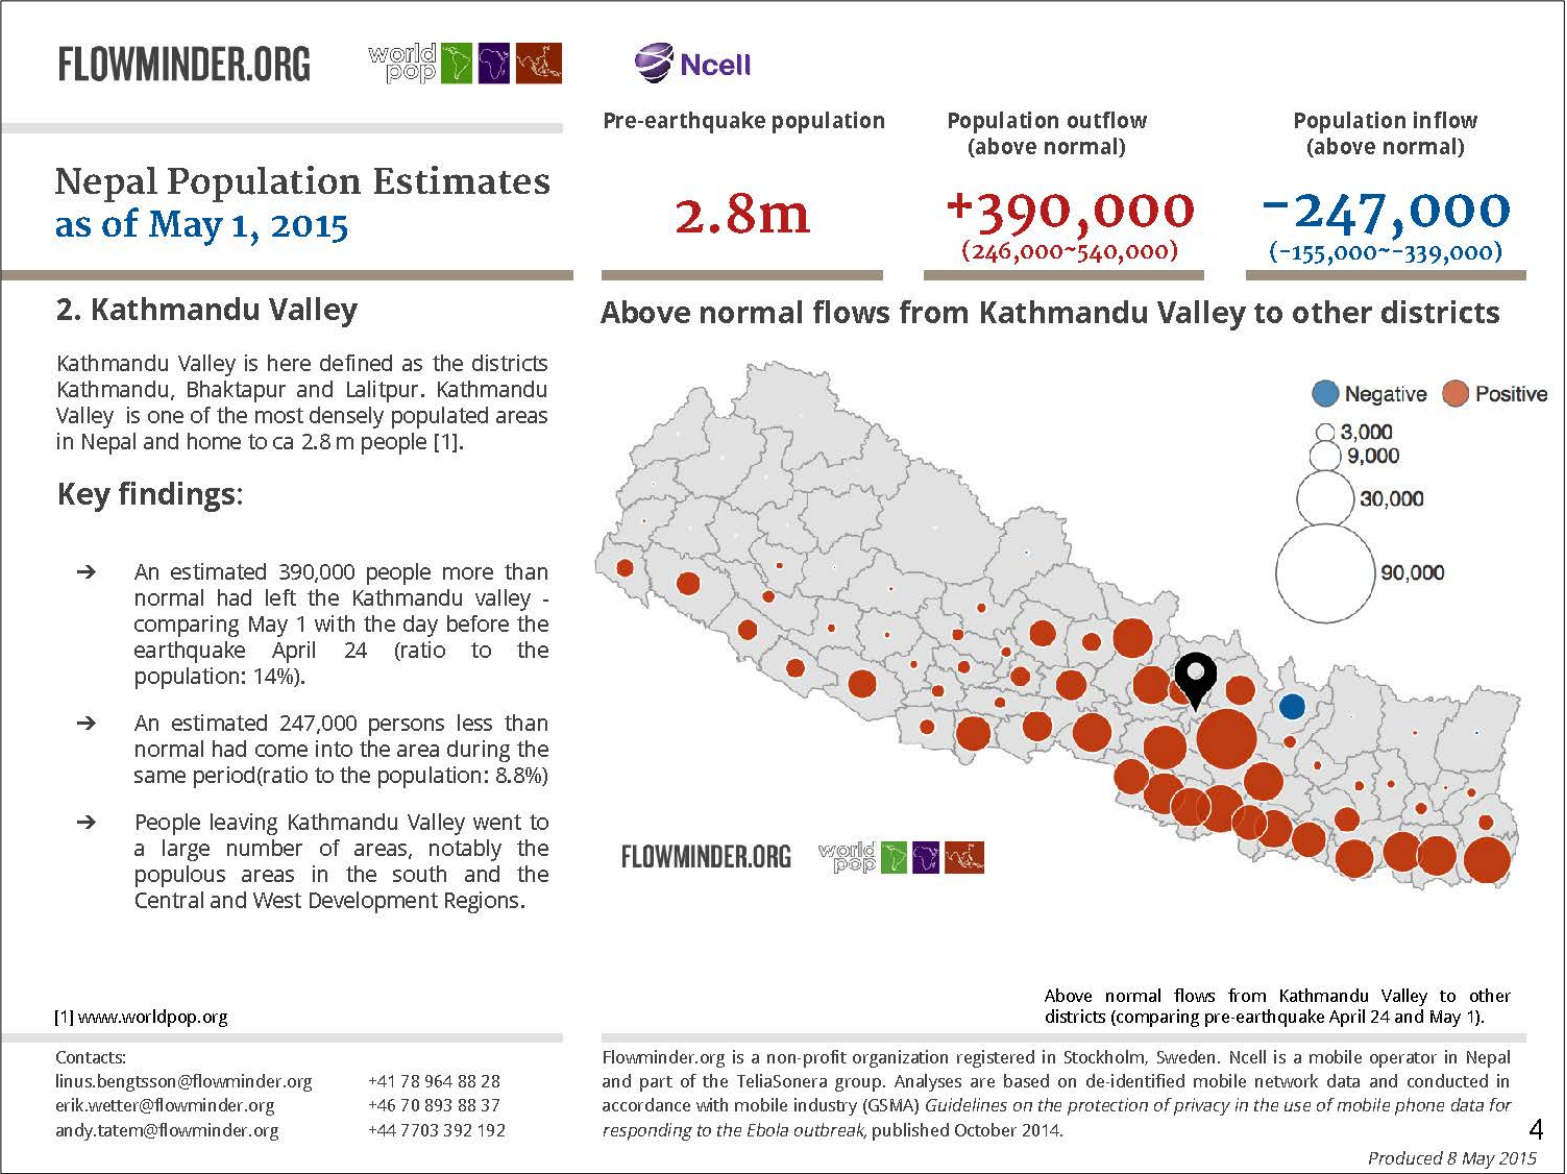 FLOWMINDER.ORG
world
pop
Ncell
Pre-earthquake population
Population outflow
(above normal)
Population inflow
(above normal)
Nepal Population Estimates
as of May 1, 2015
2.8m
+390,000
(246,000~540,000)
−247,000
(-155,000~-339,000)
2. Kathmandu Valley
Kathmandu Valley is here defined as the districts
Kathmandu, Bhaktapur and Lalitpur. Kathmandu
Valley is one of the most densely populated areas
in Nepal and home to ca 2.8 m people [1].
Key findings:
➔ An estimated 390,000 people more than
normal had left the Kathmandu valley -
comparing May 1 with the day before the
earthquake April 24 (ratio to the
population: 14%).
➔ An estimated 247,000 persons less than
normal had come into the area during the
same period(ratio to the population: 8.8%)
➔ People leaving Kathmandu Valley went to
a large number of areas, notably the
populous areas in the south and the
Central and West Development Regions.
[1] www.worldpop.org
Above normal flows from Kathmandu Valley to other districts
Negative Positive
3,000
9,000
30,000
90,000
FLOWMINDER.ORG
world
pop
Above normal flows from Kathmandu Valley to other
districts (comparing pre-earthquake April 24 and May 1).
Contacts:
linus.bengtsson@flowminder.org +41 78 964 88 28
erik.wetter@flowminder.org +46 70 893 88 37
andy.tatem@flowminder.org +44 7703 392 192
Flowminder.org is a non-profit organization registered in Stockholm, Sweden. Ncell is a mobile operator in Nepal
and part of the TeliaSonera group. Analyses are based on de-identified mobile network data and conducted in
accordance with mobile industry (GSMA) Guidelines on the protection of privacy in the use of mobile phone data for
responding to the Ebola outbreak, published October 2014.
4
Produced 8 May 2015